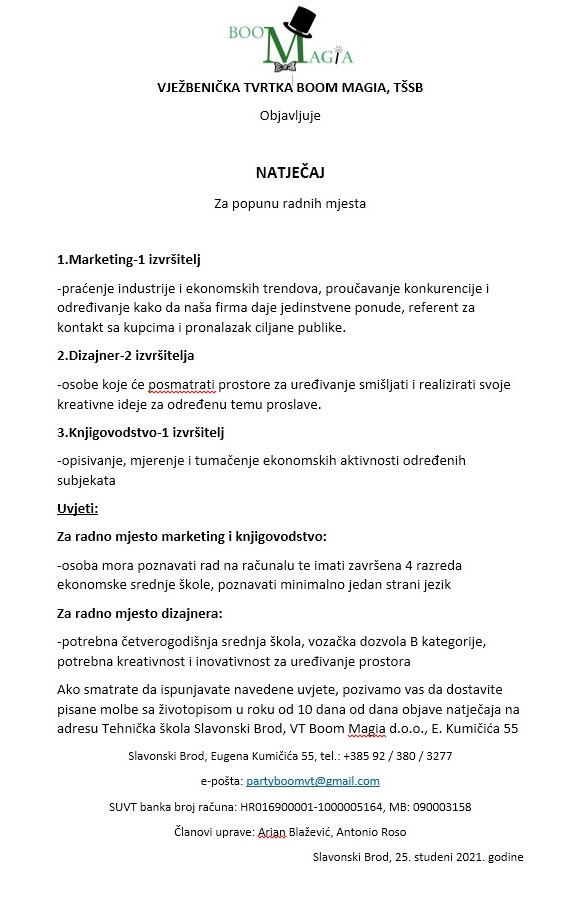 BOOM MAGIA
VJEŽBENIČKA TVRTKA BOOM MAGIA, TŠSB
Objavljuje
NATJEČAJ
Za popunu radnih mjesta
1.Marketing-1 izvršitelj
-praćenje industrije i ekonomskih trendova, proučavanje konkurencije i
određivanje kako da naša firma daje jedinstvene ponude, referent za
kontakt sa kupcima i pronalazak ciljane publike.
2.Dizajner-2 izvršitelja
-osobe koje će posmatrati prostore za uređivanje smišljati i realizirati svoje
kreativne ideje za određenu temu proslave.
3.Knjigovodstvo-1 izvršitelj
-opisivanje, mjerenje i tumačenje ekonomskih aktivnosti određenih
subjekata
Uvjeti:
Za radno mjesto marketing i knjigovodstvo:
-osoba mora poznavati rad na računalu te imati završena 4 razreda
ekonomske srednje škole, poznavati minimalno jedan strani jezik
Za radno mjesto dizajnera:
-potrebna četverogodišnja srednja škola, vozačka dozvola B kategorije,
potrebna kreativnost i inovativnost za uređivanje prostora
Ako smatrate da ispunjavate navedene uvjete, pozivamo vas da dostavite
pisane molbe sa životopisom u roku od 10 dana od dana objave natječaja na
adresu Tehnička škola Slavonski Brod, VT Boom Magia d.o.o., E. Kumičića 55
Slavonski Brod, Eugena Kumičića 55, tel.: +385 92 / 380 / 3277
e-pošta: partyboomvt@gmail.com
SUVT banka broj računa: HR016900001-1000005164, MB: 090003158
Članovi uprave: Arian Blažević, Antonio Roso
Slavonski Brod, 25. studeni 2021. godine